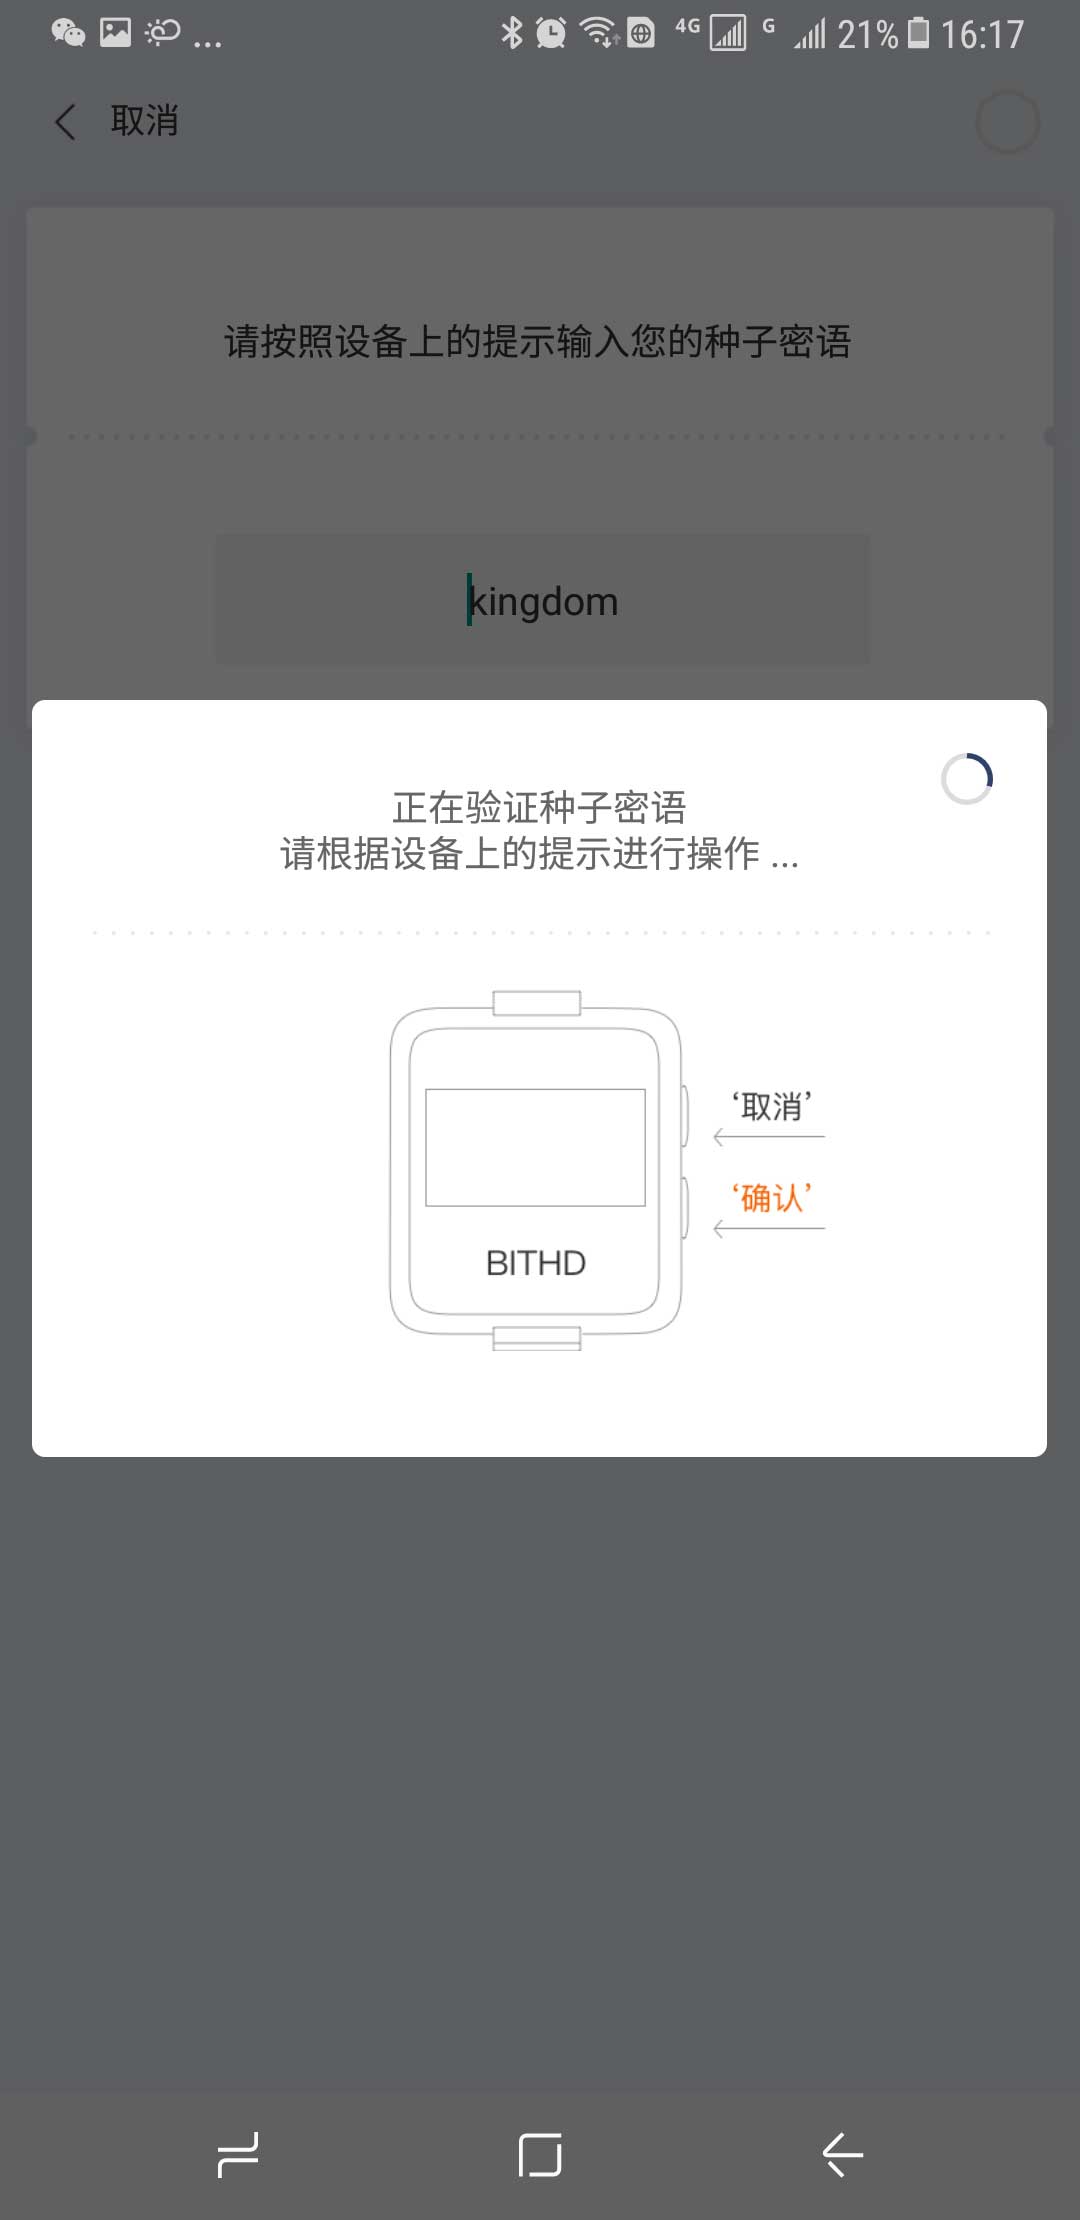 ... 4G G 21% 16:17
取消
请按照设备上的提示输入您的种子密语
kingdom
正在验证种子密语
请根据设备上的提示进行操作 ...
‘取消’
‘确认’
BITHD